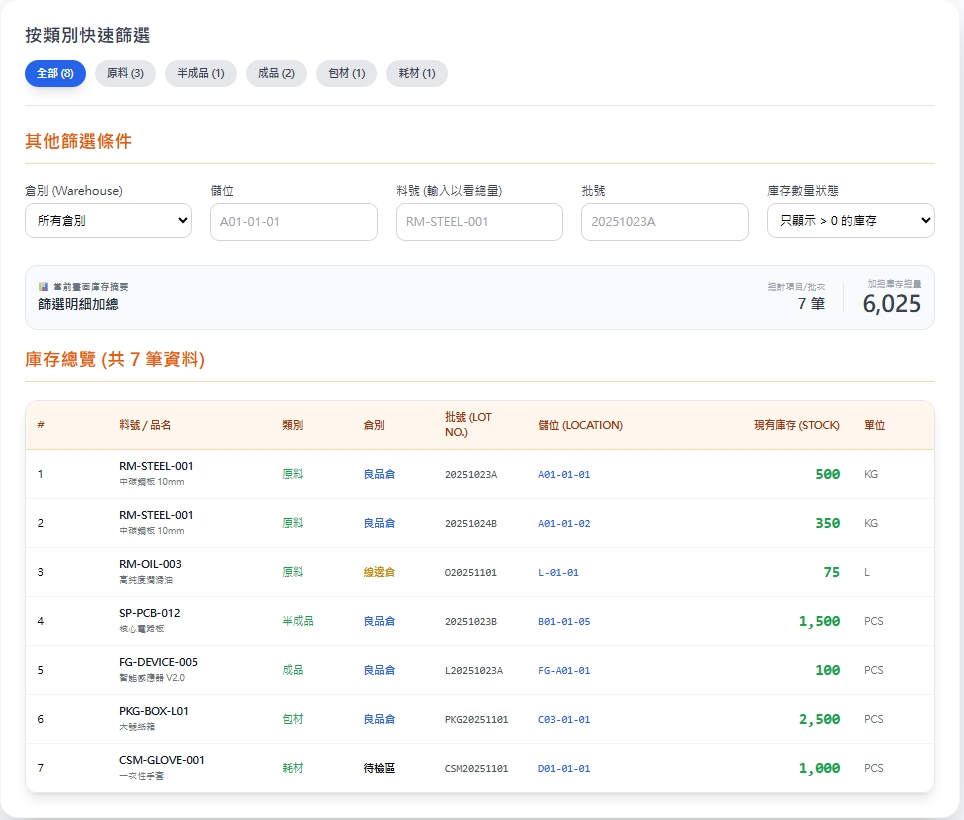 按類別快速篩選
全部 (8) 原料 (3) 半成品 (1) 成品 (2) 包材 (1) 耗材 (1)
其他篩選條件
倉別 (Warehouse) 儲位 料號 (輸入以看總量) 批號 庫存數量狀態
所有倉別 A01-01-01 RM-STEEL-001 20251023A 只顯示 > 0 的庫存
當前畫面庫存摘要 總計項目/批次 加總庫存總量
篩選明細加總 7 筆 6,025
庫存總覽 (共 7 筆資料)
# 料號 / 品名 類別 倉別 批號 (LOT NO.) 儲位 (LOCATION) 現有庫存 (STOCK) 單位
1 RM-STEEL-001 原料 良品倉 20251023A A01-01-01 500 KG
中碳鋼板 10mm
2 RM-STEEL-001 原料 良品倉 20251024B A01-01-02 350 KG
中碳鋼板 10mm
3 RM-OIL-003 原料 線邊倉 O20251101 L-01-01 75 L
高純度潤滑油
4 SP-PCB-012 半成品 良品倉 20251023B B01-01-05 1,500 PCS
核心電路板
5 FG-DEVICE-005 成品 良品倉 L20251023A FG-A01-01 100 PCS
智能感應器 V2.0
6 PKG-BOX-L01 包材 良品倉 PKG20251101 C03-01-01 2,500 PCS
大號紙箱
7 CSM-GLOVE-001 耗材 待檢區 CSM20251101 D01-01-01 1,000 PCS
一次性手套